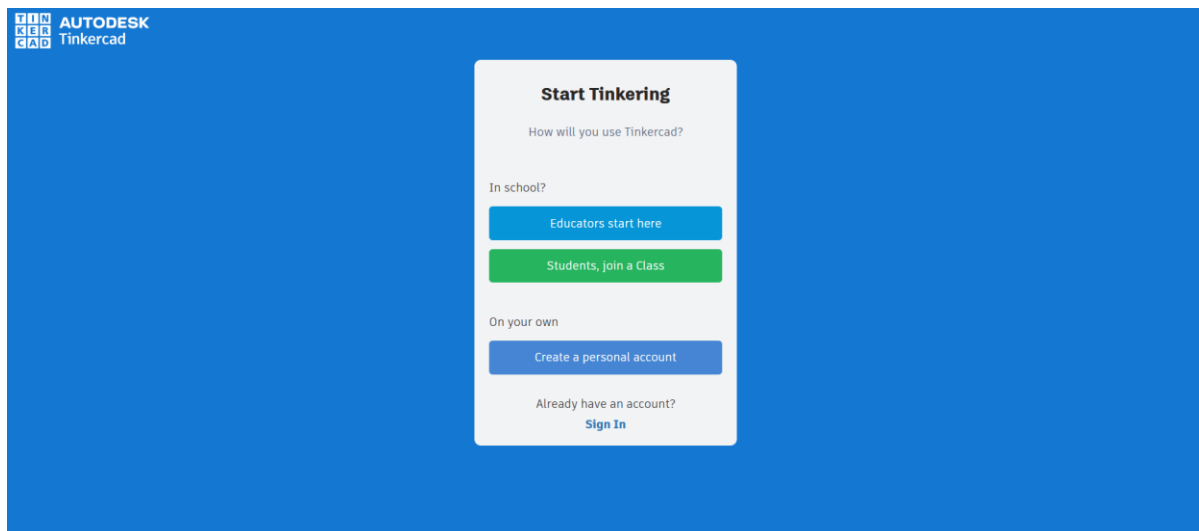 TIN
KER
CAD
AUTODESK
Tinkercad
Start Tinkering
How will you use Tinkercad?
In school?
Educators start here
Students, join a Class
On your own
Create a personal account
Already have an account?
Sign In